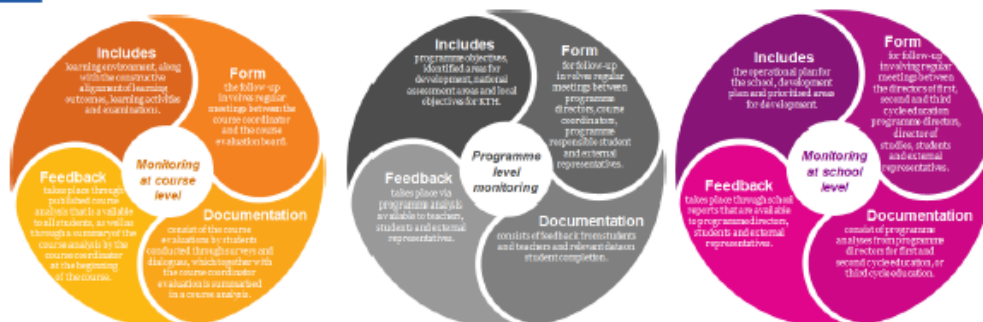 Includes
learning environment, along
with the constructive
alignment of learning
outcomes, learning activities
and examinations.
Form
the follow-up
involves regular
meetings between the
course coordinator
and the course
evaluation board.
Monitoring
at course
level
Feedback
takes place through
published course
analysis that is available
to all students, as well as
through a summary of the
course analysis by the
course coordinator
at the beginning
of the course.
Documentation
consist of the course
evaluations by students
conducted through surveys and
dialogues, which together with
the course coordinator
evaluation is summarised
in a course analysis.
Includes
programme objectives,
identified areas for
development, national
assessment areas and local
objectives for KTH.
Form
for follow-up
involves regular
meetings between
programme
directors, course
coordinators,
programme
responsible student
and external
representatives.
Programme
level
monitoring
Feedback
takes place via
programme analysis
available to teachers,
students and external
representatives.
Documentation
consists of feedback from students
and teachers and relevant data on
student completion.
Includes
the operational plan for
the school, development
plan and prioritised areas
for development.
Form
for follow-up
involving regular
meetings between
the directors of first,
second and third
cycle education
programme directors,
director of
studies, students
and external
representatives.
Monitoring
at school
level
Feedback
takes place through school
reports that are available
to programme directors,
students and external
representatives.
Documentation
consist of programme
analyses from programme
directors for first and
second cycle education, or
third cycle education.